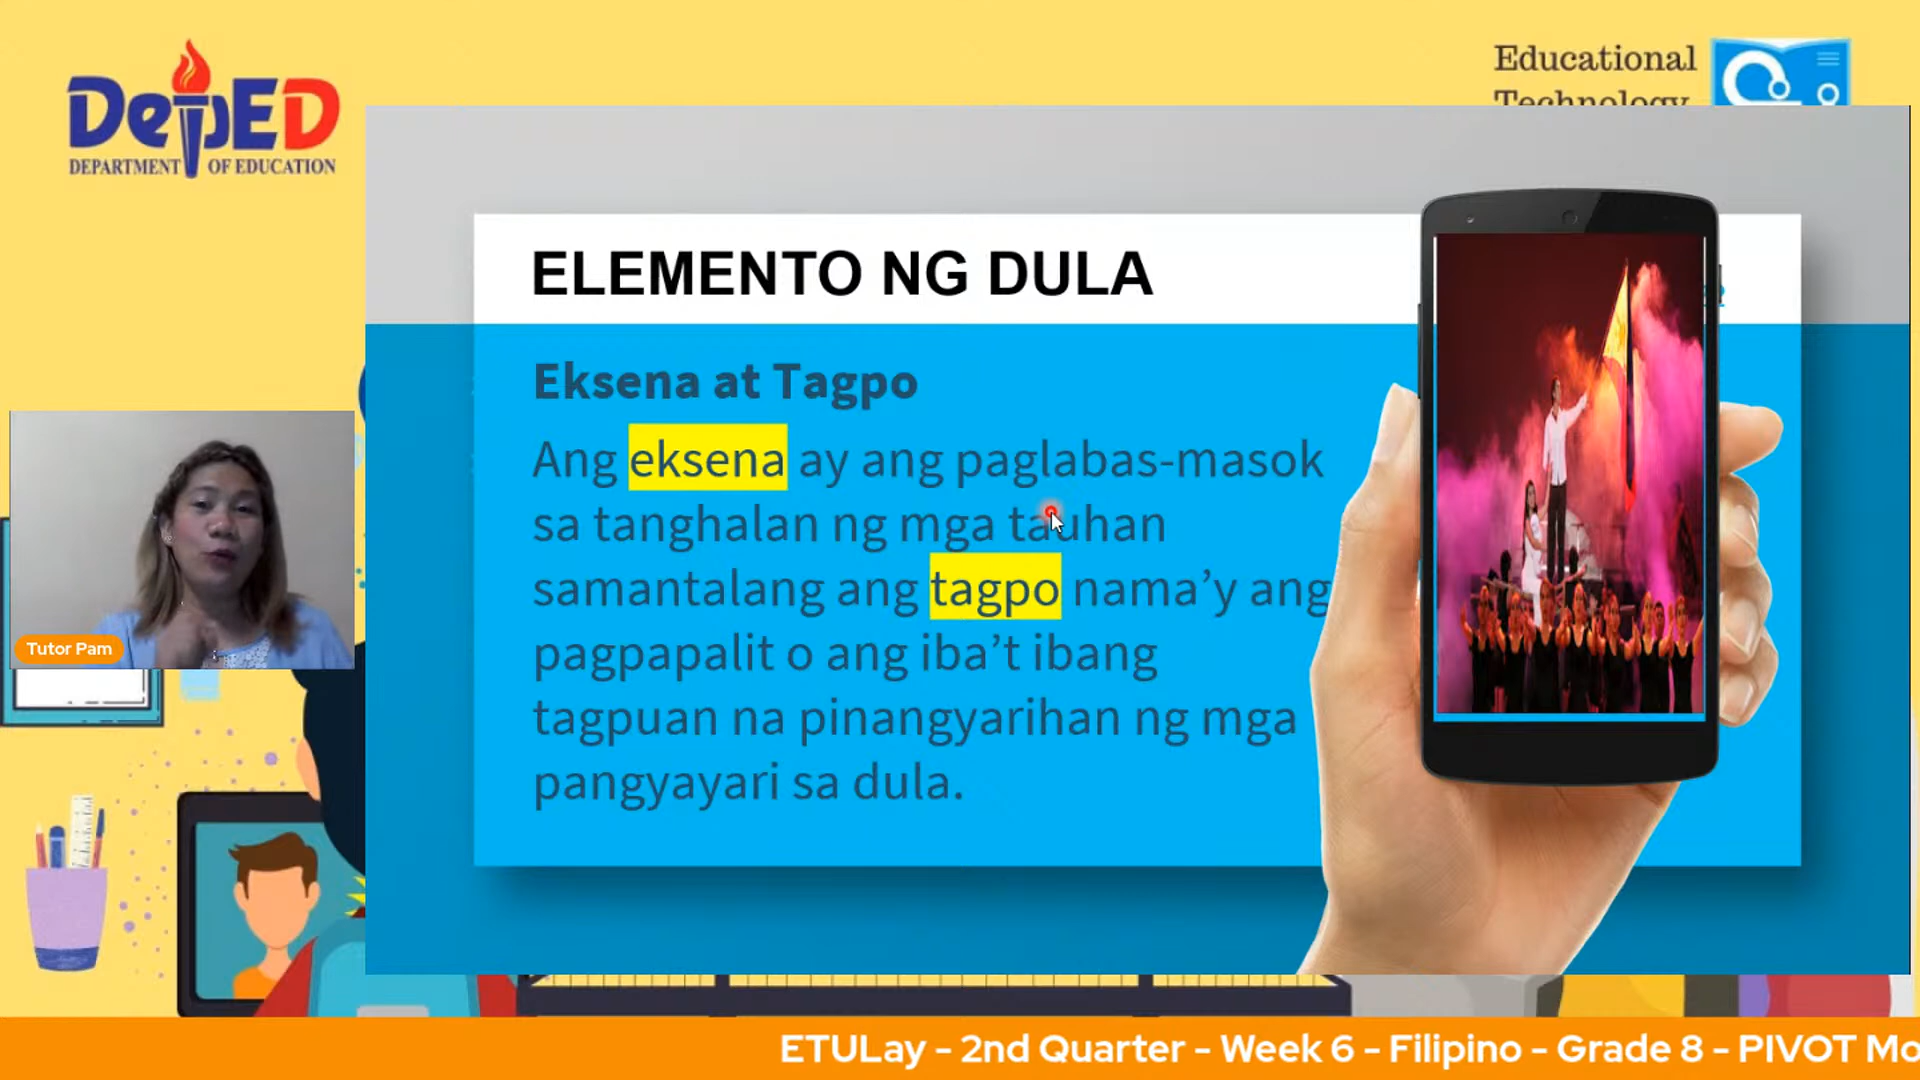 DepED
DEPARTMENT OF EDUCATION
Educational
Technology
ELEMENTO NG DULA
Eksena at Tagpo
Ang eksena ay ang paglabas-masok
sa tanghalan ng mga tauhan
samantalang ang tagpo nama’y ang
pagpapalit o ang iba’t ibang
tagpuan na pinangyarihan ng mga
pangyayari sa dula.
Tutor Pam
ETULay - 2nd Quarter - Week 6 - Filipino - Grade 8 - PIVOT Mo